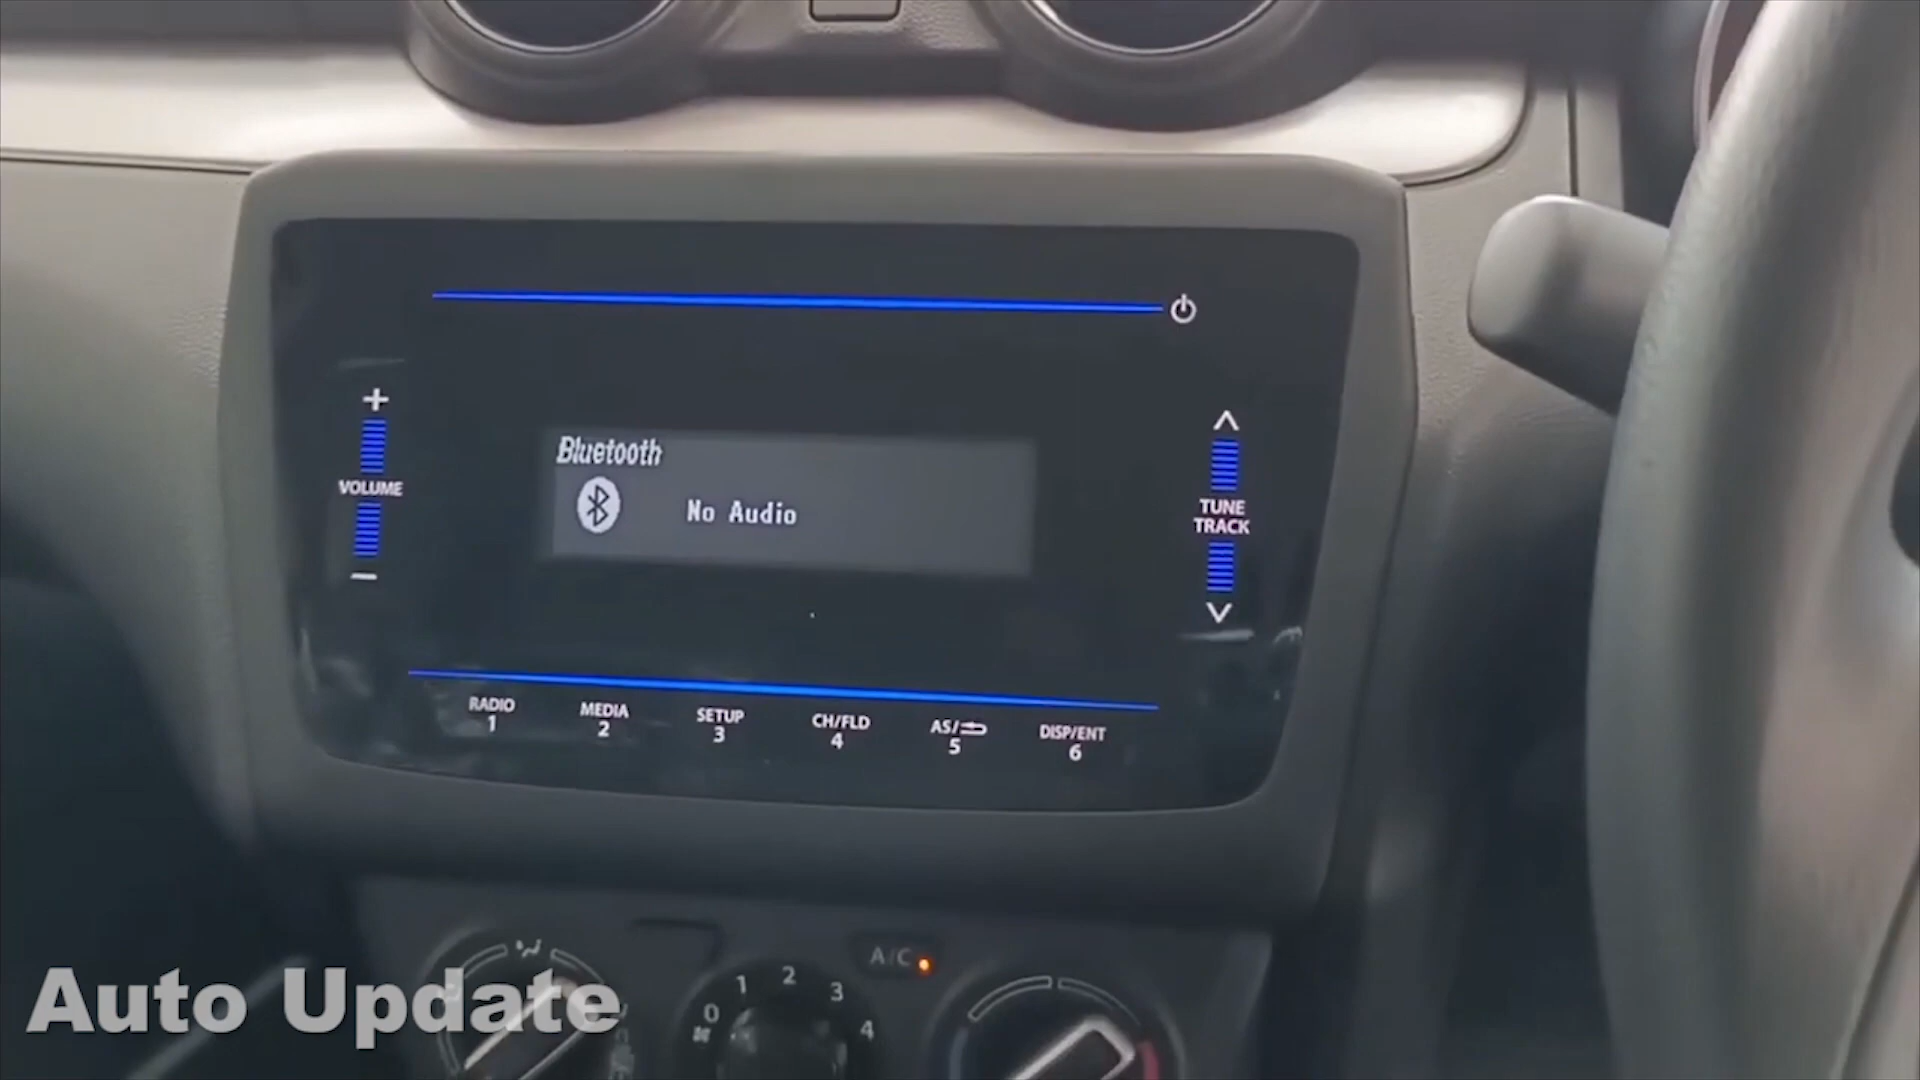 +
VOLUME
−
Bluetooth
No Audio
TUNE
TRACK
RADIO
1
MEDIA
2
SETUP
3
CH/FLD
4
AS/
5
DISP/ENT
6
A/C
0 1 2 3 4
Auto Update